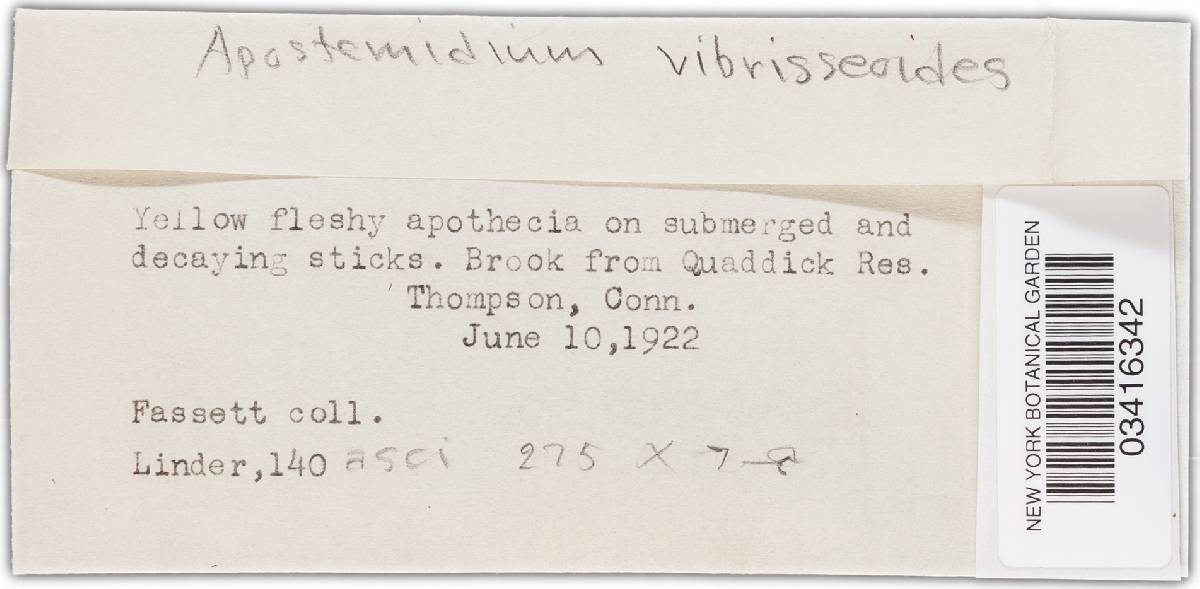 Apostemidium vibrisseoides
Yellow fleshy apothecia on submerged and
decaying sticks. Brook from Quaddick Res.
Thompson, Conn.
June 10,1922
Fassett coll.
Linder,140 asci 275 X 7-8
NEW YORK BOTANICAL GARDEN
03416342